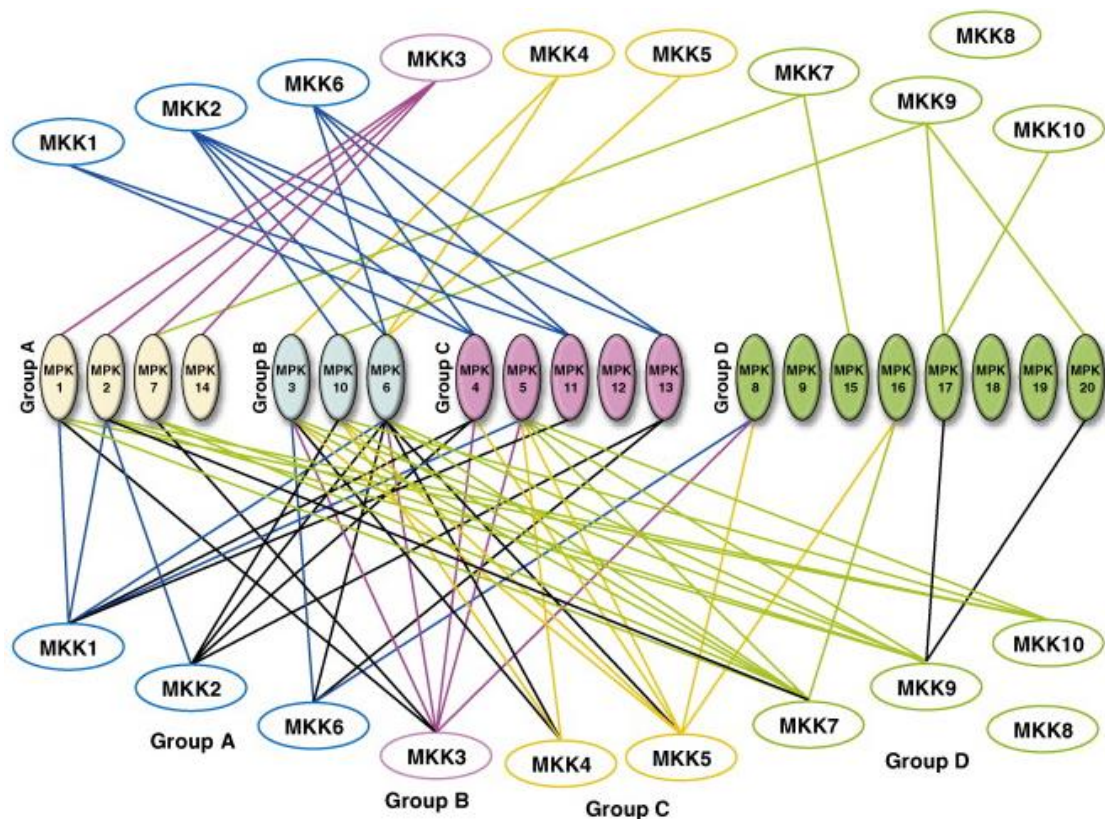 MKK8
MKK3
MKK4
MKK5
MKK6
MKK7
MKK2
MKK9
MKK1
MKK10
Group A
MPK
1
MPK
2
MPK
7
MPK
14
Group B
MPK
3
MPK
10
MPK
6
Group C
MPK
4
MPK
5
MPK
11
MPK
12
MPK
13
Group D
MPK
8
MPK
9
MPK
15
MPK
16
MPK
17
MPK
18
MPK
19
MPK
20
MKK1
MKK10
MKK2
MKK9
MKK6
MKK7
MKK8
Group A
MKK3
MKK4
MKK5
Group D
Group B
Group C